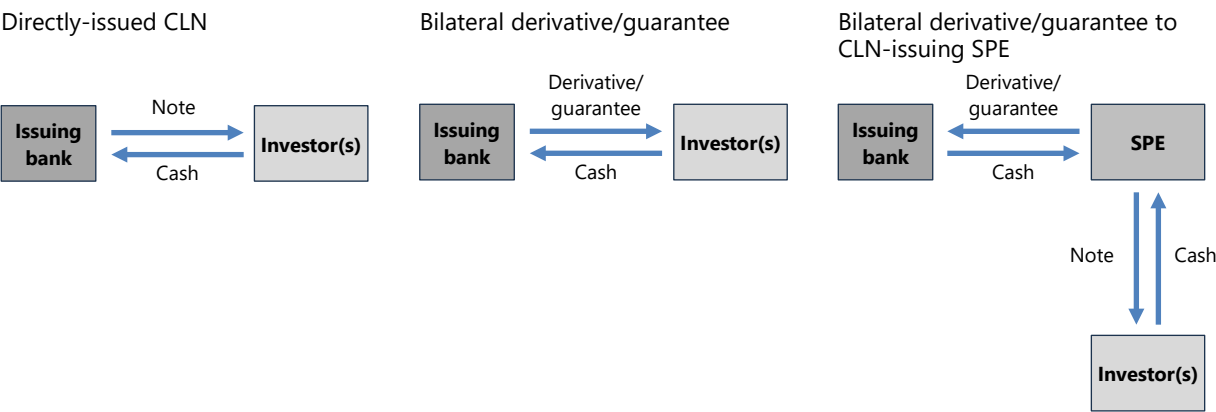 Directly-issued CLN
Note
Issuing
bank
Investor(s)
Cash
Bilateral derivative/guarantee
Derivative/
guarantee
Issuing
bank
Investor(s)
Cash
Bilateral derivative/guarantee to
CLN-issuing SPE
Derivative/
guarantee
Issuing
bank
SPE
Cash
Note
Cash
Investor(s)